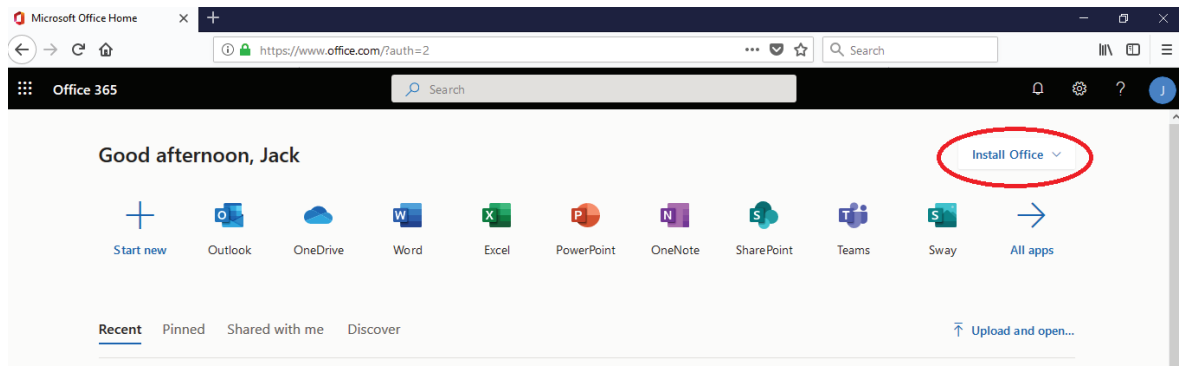 Microsoft Office Home
https://www.office.com/?auth=2
Search
Office 365
Search
?
J
Good afternoon, Jack
Install Office
Start new
Outlook
OneDrive
Word
Excel
PowerPoint
OneNote
SharePoint
Teams
Sway
All apps
Recent Pinned Shared with me Discover
Upload and open...